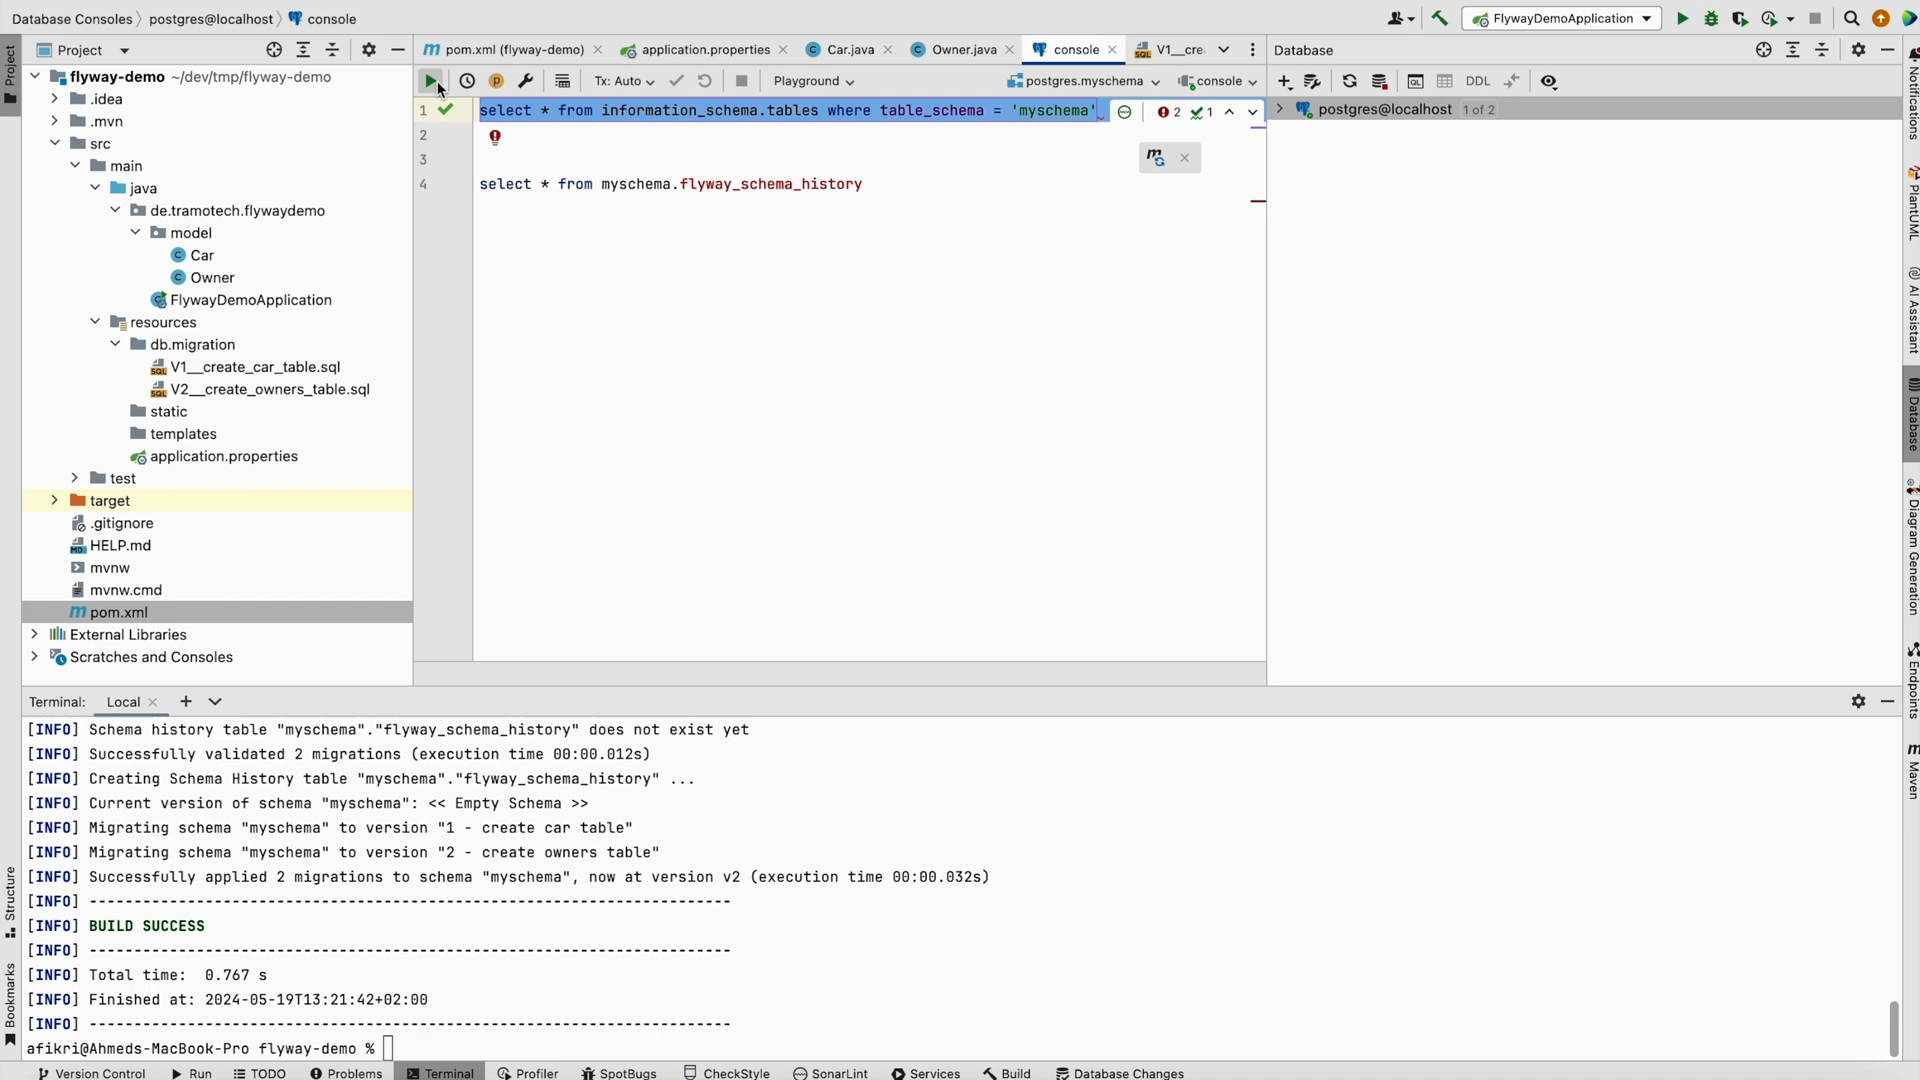 Database Consoles postgres@localhost console
FlywayDemoApplication
Project
pom.xml (flyway-demo) application.properties Car.java Owner.java console V1__cre
Database
flyway-demo ~/dev/tmp/flyway-demo
Tx: Auto Playground postgres.myschema console
DDL
.idea
1 select * from information_schema.tables where table_schema = 'myschema' 2 1
postgres@localhost 1 of 2
.mvn
2
src
3
main
java
4 select * from myschema.flyway_schema_history
de.tramotech.flywaydemo
model
Car
Owner
FlywayDemoApplication
resources
db.migration
V1__create_car_table.sql
V2__create_owners_table.sql
static
templates
application.properties
test
target
.gitignore
HELP.md
mvnw
mvnw.cmd
pom.xml
External Libraries
Scratches and Consoles
Project
Structure
Bookmarks
Notifications
PlantUML
AI Assistant
Database
Diagram Generation
Endpoints
Maven
Terminal: Local
[INFO] Schema history table "myschema"."flyway_schema_history" does not exist yet
[INFO] Successfully validated 2 migrations (execution time 00:00.012s)
[INFO] Creating Schema History table "myschema"."flyway_schema_history" ...
[INFO] Current version of schema "myschema": << Empty Schema >>
[INFO] Migrating schema "myschema" to version "1 - create car table"
[INFO] Migrating schema "myschema" to version "2 - create owners table"
[INFO] Successfully applied 2 migrations to schema "myschema", now at version v2 (execution time 00:00.032s)
[INFO] ------------------------------------------------------------------------
[INFO] BUILD SUCCESS
[INFO] ------------------------------------------------------------------------
[INFO] Total time:  0.767 s
[INFO] Finished at: 2024-05-19T13:21:42+02:00
[INFO] ------------------------------------------------------------------------
afikri@Ahmeds-MacBook-Pro flyway-demo %
Version Control Run TODO Problems Terminal Profiler SpotBugs CheckStyle SonarLint Services Build Database Changes